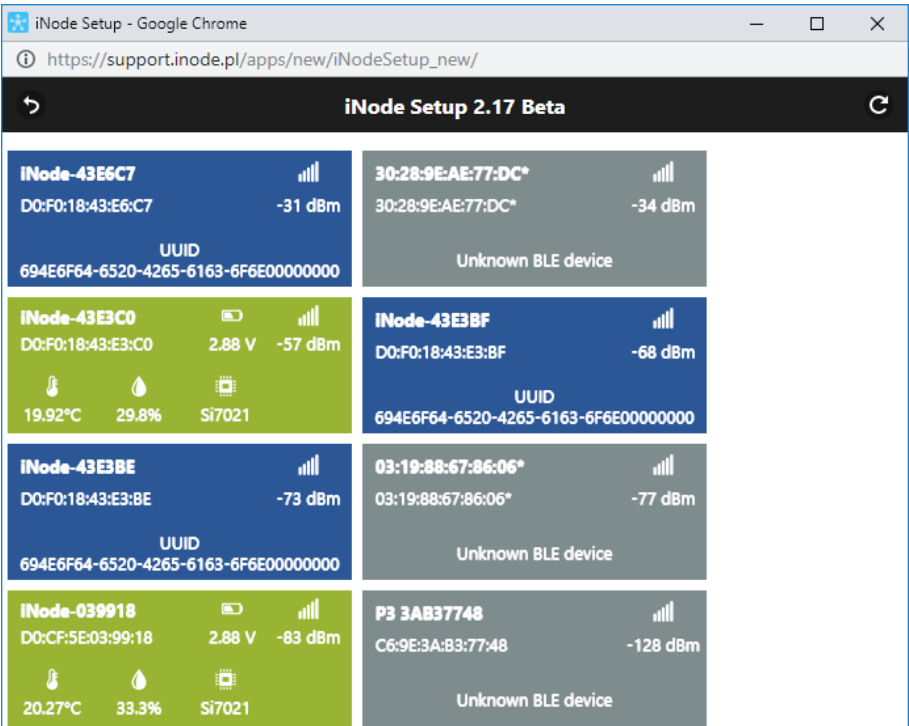 iNode Setup - Google Chrome
https://support.inode.pl/apps/new/iNodeSetup_new/
iNode Setup 2.17 Beta
iNode-43E6C7
D0:F0:18:43:E6:C7 -31 dBm
UUID
694E6F64-6520-4265-6163-6F6E00000000
30:28:9E:AE:77:DC*
30:28:9E:AE:77:DC* -34 dBm
Unknown BLE device
iNode-43E3C0
D0:F0:18:43:E3:C0 2.88 V -57 dBm
19.92°C 29.8% Si7021
iNode-43E3BF
D0:F0:18:43:E3:BF -68 dBm
UUID
694E6F64-6520-4265-6163-6F6E00000000
iNode-43E3BE
D0:F0:18:43:E3:BE -73 dBm
UUID
694E6F64-6520-4265-6163-6F6E00000000
03:19:88:67:86:06*
03:19:88:67:86:06* -77 dBm
Unknown BLE device
iNode-039918
D0:CF:5E:03:99:18 2.88 V -83 dBm
20.27°C 33.3% Si7021
P3 3AB37748
C6:9E:3A:B3:77:48 -128 dBm
Unknown BLE device